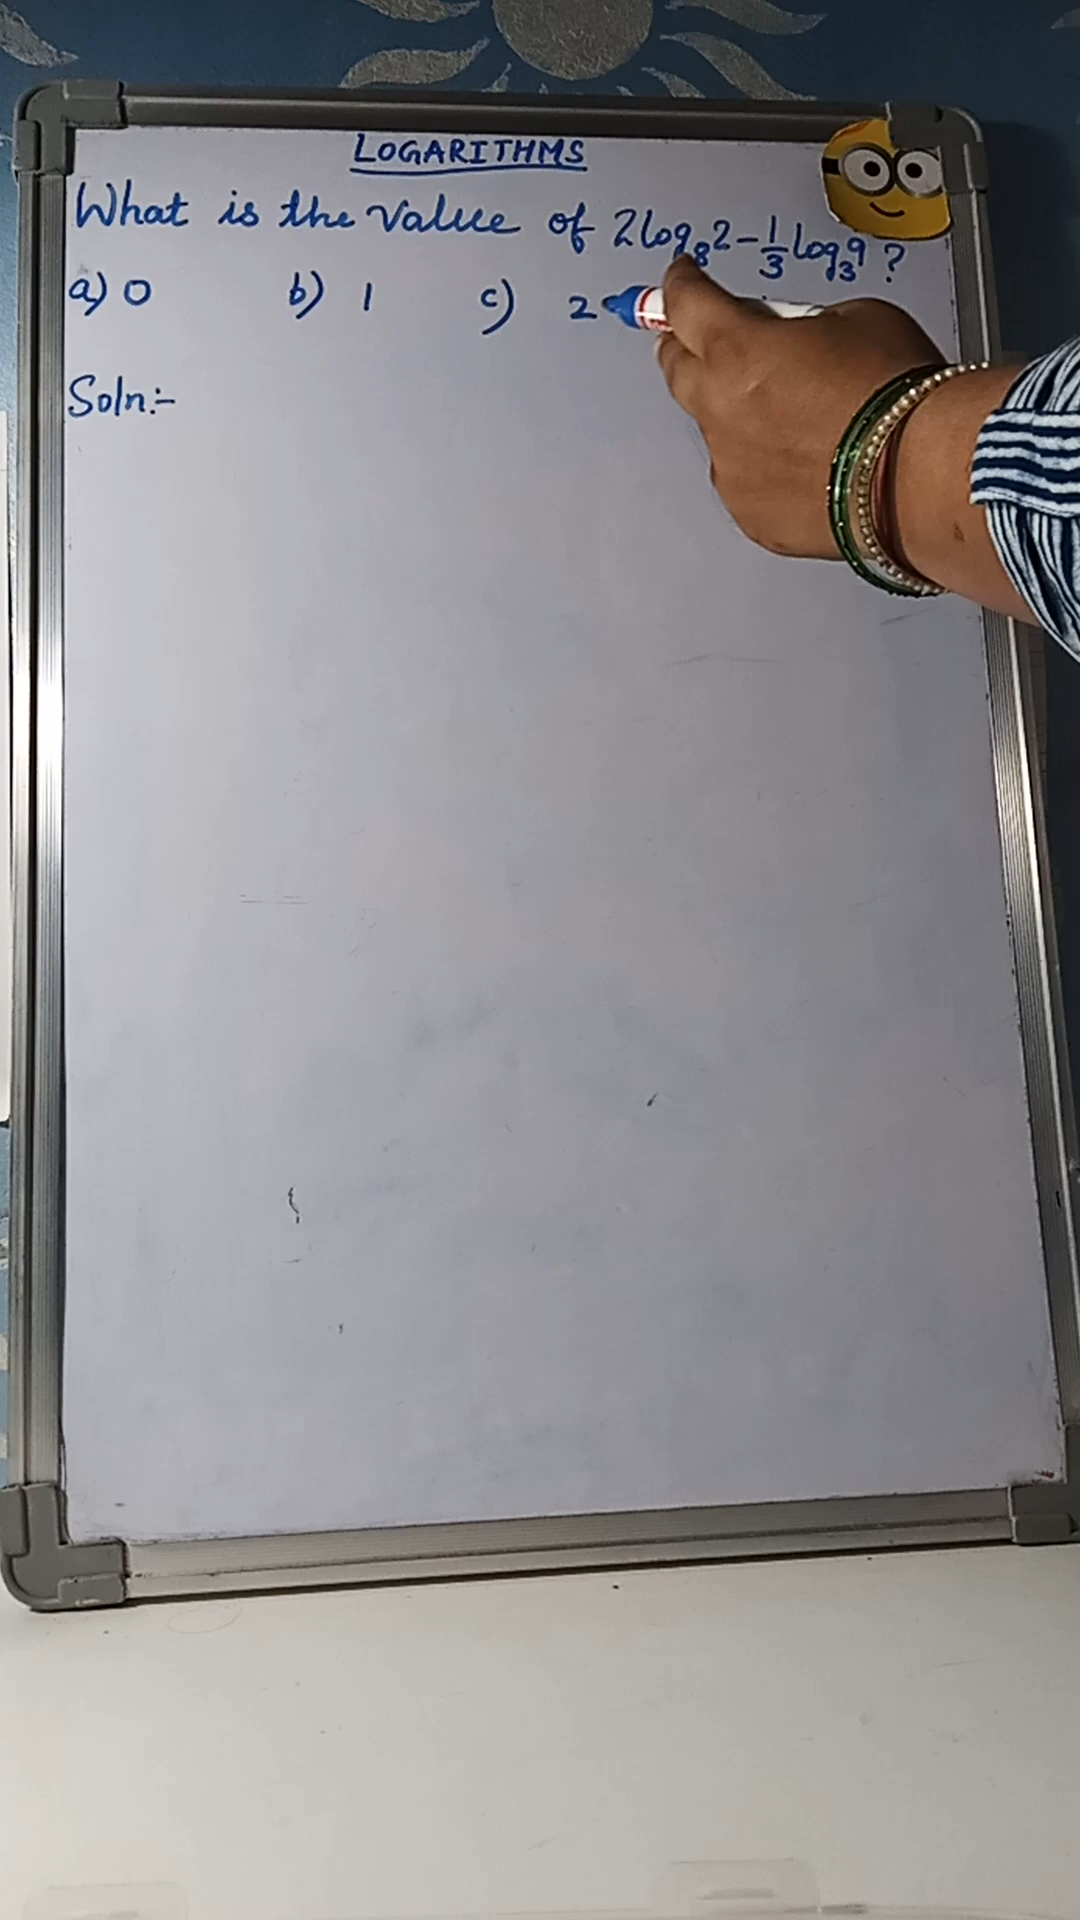 LOGARITHMS
What is the value of 2log₈2 - 1/3 log₃9 ?
a) 0 b) 1 c) 2
Soln:-